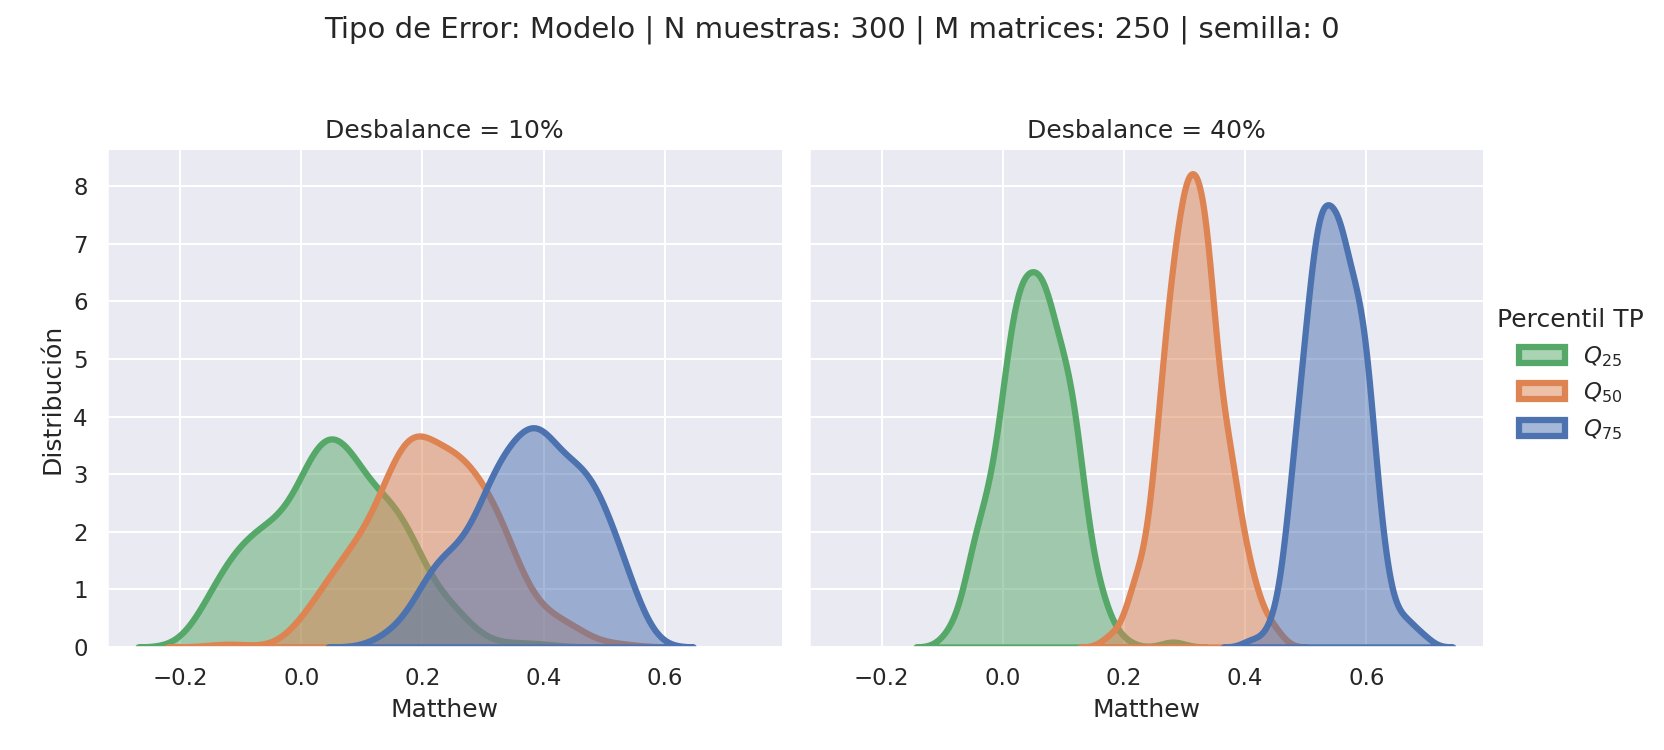 Tipo de Error: Modelo | N muestras: 300 | M matrices: 250 | semilla: 0
Desbalance = 10%
Desbalance = 40%
Distribución
8
7
6
5
4
3
2
1
0
−0.2 0.0 0.2 0.4 0.6
−0.2 0.0 0.2 0.4 0.6
Matthew
Matthew
Percentil TP
Q25
Q50
Q75